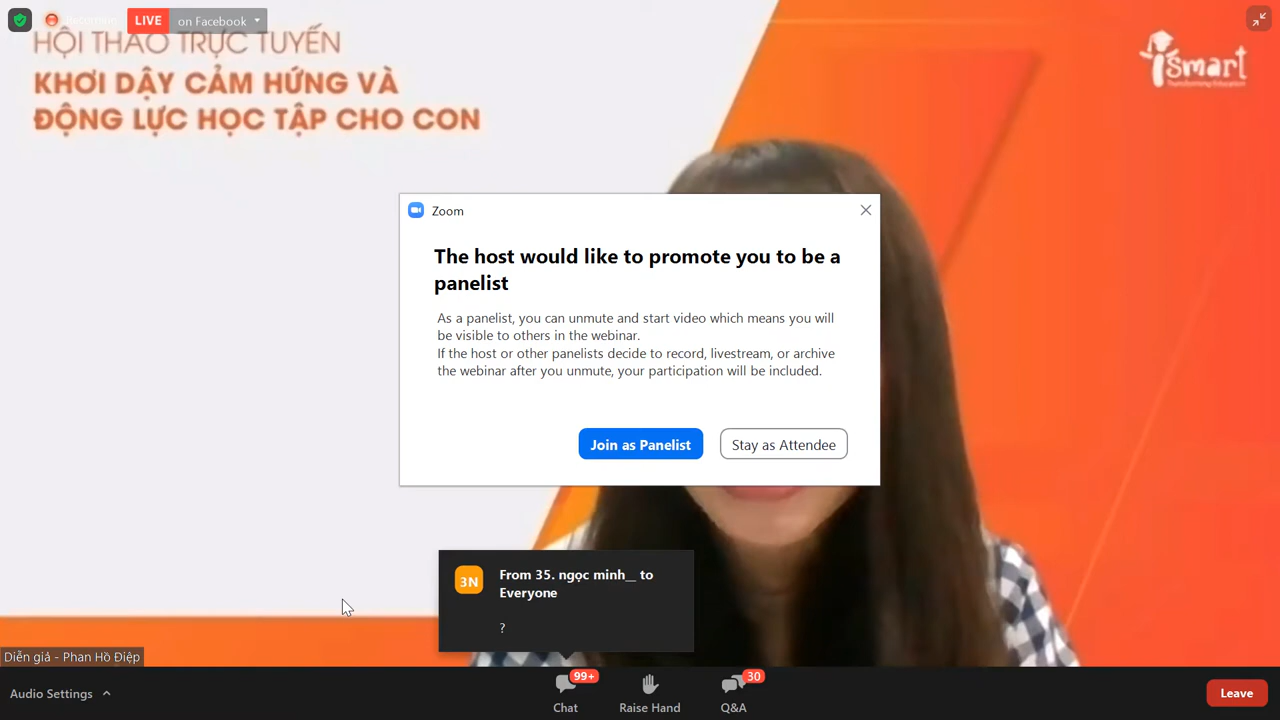 LIVE on Facebook
HỘI THẢO TRỰC TUYẾN
KHƠI DẬY CẢM HỨNG VÀ
ĐỘNG LỰC HỌC TẬP CHO CON
ismart
Transforming Education
Zoom
The host would like to promote you to be a
panelist
As a panelist, you can unmute and start video which means you will
be visible to others in the webinar.
If the host or other panelists decide to record, livestream, or archive
the webinar after you unmute, your participation will be included.
Join as Panelist Stay as Attendee
3N
From 35. ngọc minh__ to
Everyone
?
Diễn giả - Phan Hồ Điệp
Audio Settings
99+
Chat
Raise Hand
30
Q&A
Leave